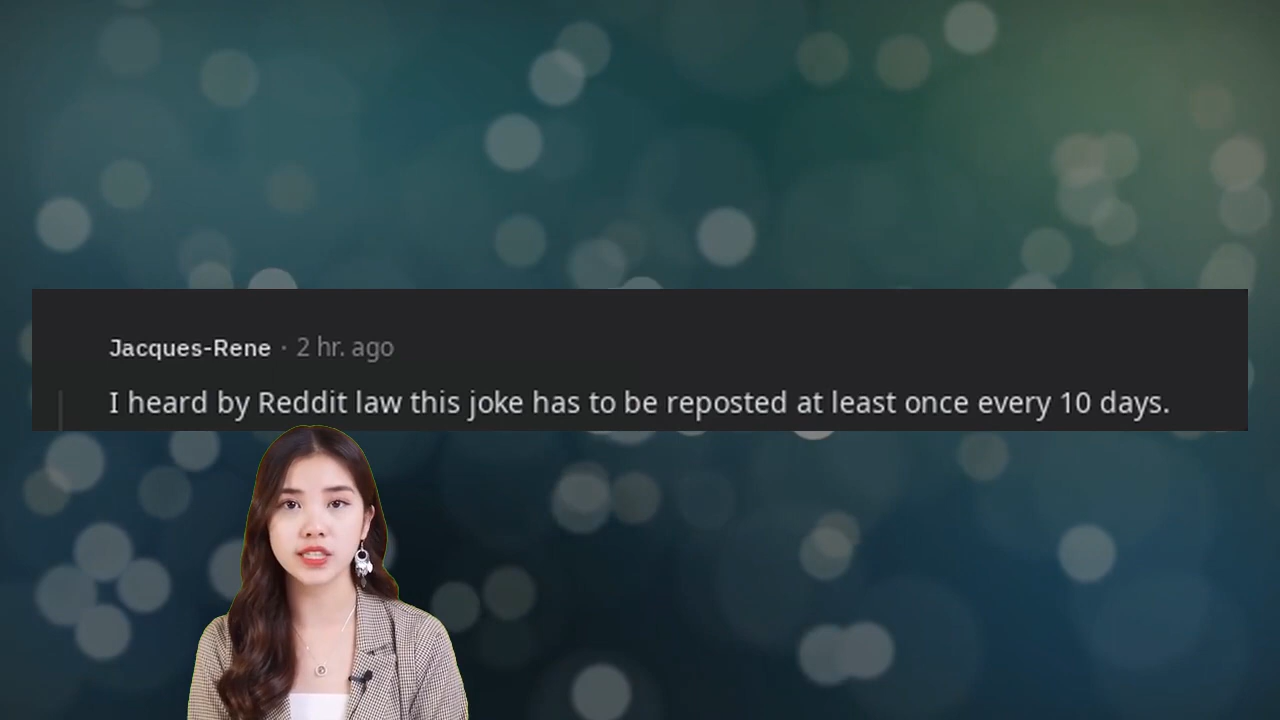 Jacques-Rene · 2 hr. ago
I heard by Reddit law this joke has to be reposted at least once every 10 days.